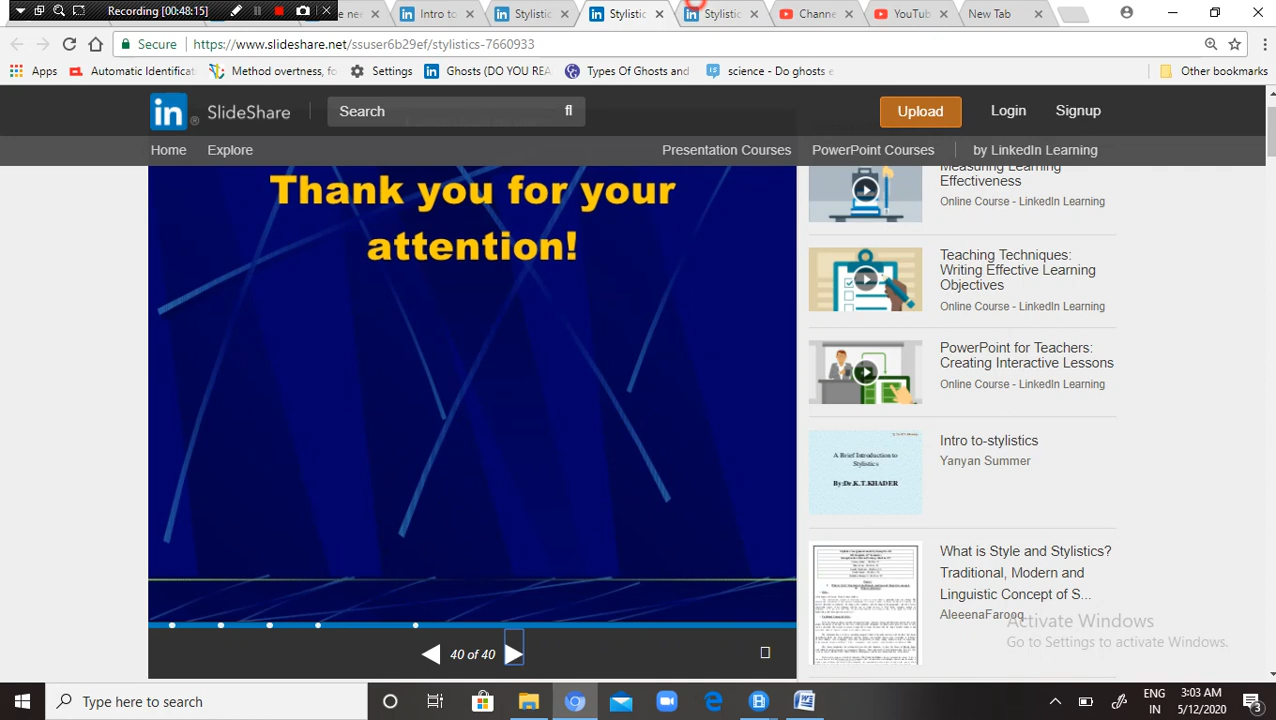 Recording [00:48:15]
Intro to
Stylistic
Stylistic
Stylistic
Channe
YouTub
New Tab
Secure
https://www.slideshare.net/ssuser6b29ef/stylistics-7660933
Apps
Automatic Identificat
Method overtness, fo
Settings
Ghosts (DO YOU REA
Types Of Ghosts and
science - Do ghosts e
Other bookmarks
in
SlideShare
Search
Upload
Login
Signup
Home
Explore
Presentation Courses
PowerPoint Courses
by LinkedIn Learning
Thank you for your
attention!
40 of 40
Measuring Learning
Effectiveness
Online Course - LinkedIn Learning
Teaching Techniques:
Writing Effective Learning
Objectives
Online Course - LinkedIn Learning
PowerPoint for Teachers:
Creating Interactive Lessons
Online Course - LinkedIn Learning
A Brief Introduction to
Stylistics
By:Dr.K.T.KHADER
Intro to-stylistics
Yanyan Summer
What is Style and Stylistics?
Traditional, Modern and
Linguistic Concept of S...
AleeenaFarooq
Activate Windows
Go to Settings to activate Windows.
Type here to search
ENG
IN
3:03 AM
5/12/2020
3